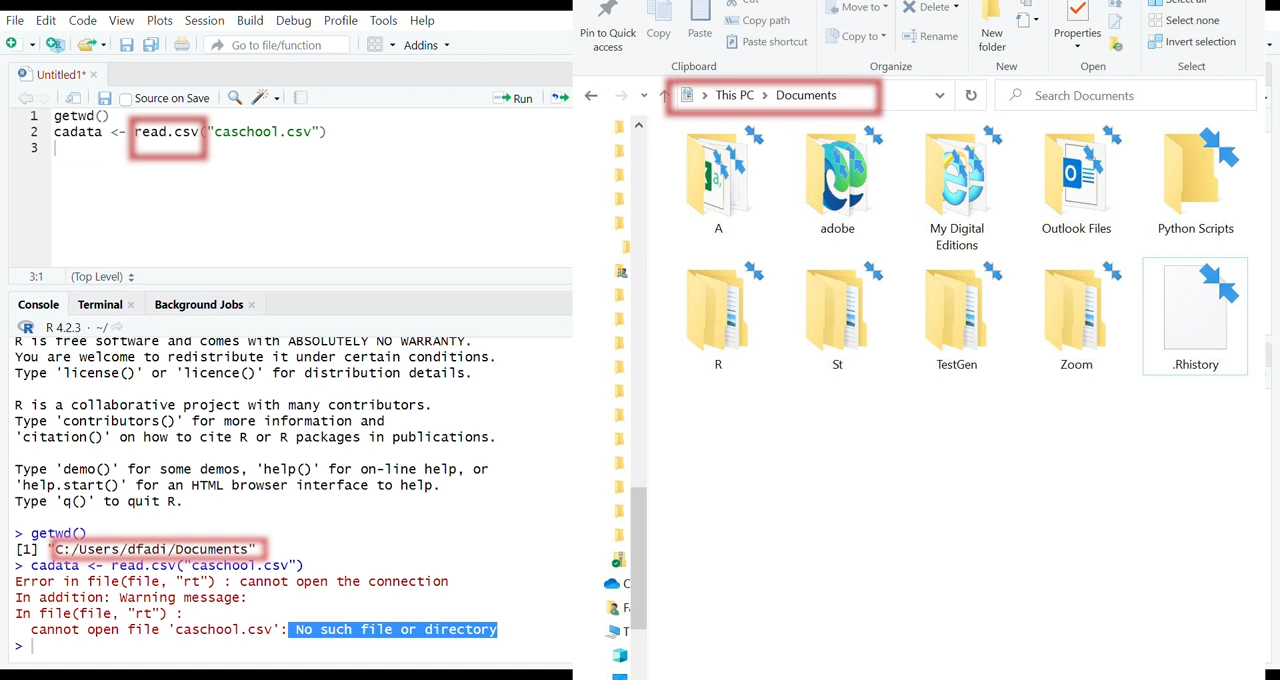 File Edit Code View Plots Session Build Debug Profile Tools Help
Go to file/function Addins
Untitled1*
Source on Save Run
1 getwd()
2 cadata <- read.csv("caschool.csv")
3
3:1 (Top Level)
Console Terminal Background Jobs
R 4.2.3 · ~/
R is free software and comes with ABSOLUTELY NO WARRANTY.
You are welcome to redistribute it under certain conditions.
Type 'license()' or 'licence()' for distribution details.
R is a collaborative project with many contributors.
Type 'contributors()' for more information and
'citation()' on how to cite R or R packages in publications.
Type 'demo()' for some demos, 'help()' for on-line help, or
'help.start()' for an HTML browser interface to help.
Type 'q()' to quit R.
> getwd()
[1] "C:/Users/dfadi/Documents"
> cadata <- read.csv("caschool.csv")
Error in file(file, "rt") : cannot open the connection
In addition: Warning message:
In file(file, "rt") :
cannot open file 'caschool.csv': No such file or directory
>
Pin to Quick access
Copy
Paste
Cut
Copy path
Paste shortcut
Clipboard
Move to
Copy to
Delete
Rename
Organize
New folder
New
Properties
Open
Select all
Select none
Invert selection
Select
This PC > Documents
Search Documents
A
adobe
My Digital
Editions
Outlook Files
Python Scripts
R
St
TestGen
Zoom
.Rhistory